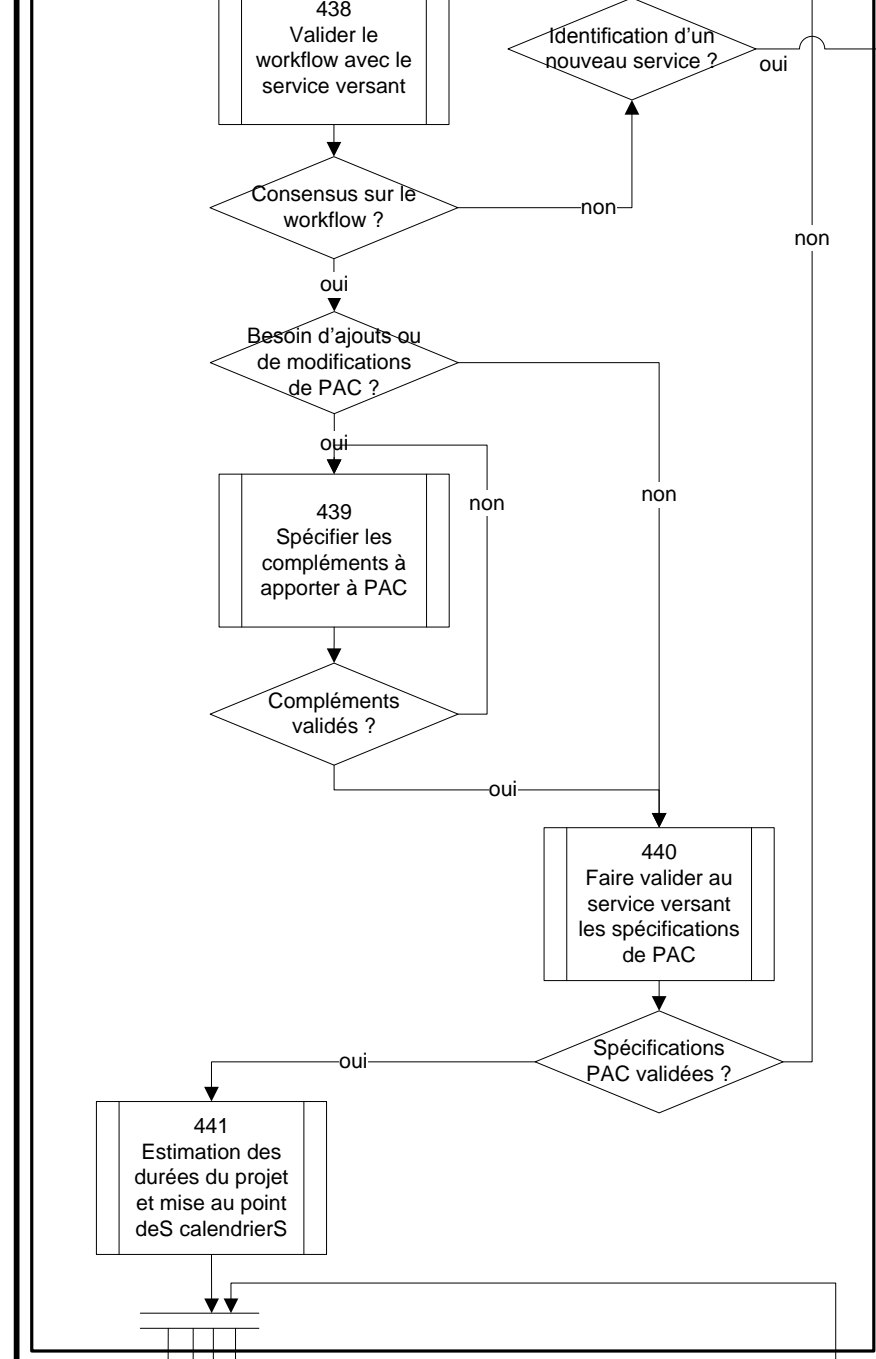 438
Valider le
workflow avec le
service versant
Identification d'un
nouveau service ?
oui
Consensus sur le
workflow ?
non
non
oui
Besoin d'ajouts ou
de modifications
de PAC ?
oui
non
non
439
Spécifier les
compléments à
apporter à PAC
Compléments
validés ?
oui
440
Faire valider au
service versant
les spécifications
de PAC
Spécifications
PAC validées ?
oui
441
Estimation des
durées du projet
et mise au point
deS calendrierS